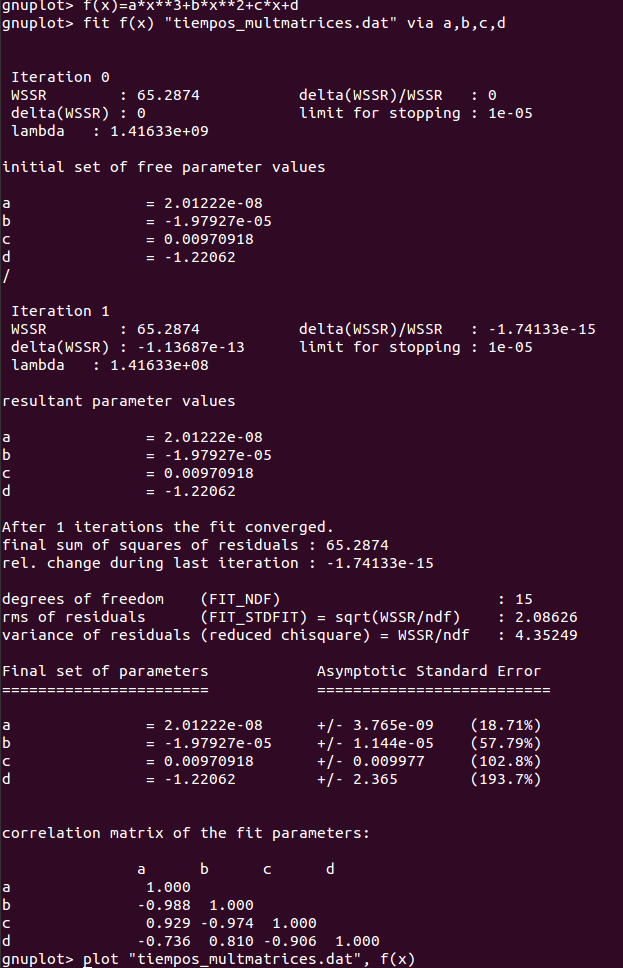 gnuplot> f(x)=a*x**3+b*x**2+c*x+d
gnuplot> fit f(x) "tiempos_multmatrices.dat" via a,b,c,d
Iteration 0
WSSR : 65.2874 delta(WSSR)/WSSR : 0
delta(WSSR) : 0 limit for stopping : 1e-05
lambda : 1.41633e+09
initial set of free parameter values
a = 2.01222e-08
b = -1.97927e-05
c = 0.00970918
d = -1.22062
/
Iteration 1
WSSR : 65.2874 delta(WSSR)/WSSR : -1.74133e-15
delta(WSSR) : -1.13687e-13 limit for stopping : 1e-05
lambda : 1.41633e+08
resultant parameter values
a = 2.01222e-08
b = -1.97927e-05
c = 0.00970918
d = -1.22062
After 1 iterations the fit converged.
final sum of squares of residuals : 65.2874
rel. change during last iteration : -1.74133e-15
degrees of freedom (FIT_NDF) : 15
rms of residuals (FIT_STDFIT) = sqrt(WSSR/ndf) : 2.08626
variance of residuals (reduced chisquare) = WSSR/ndf : 4.35249
Final set of parameters Asymptotic Standard Error
======================= ==========================
a = 2.01222e-08 +/- 3.765e-09 (18.71%)
b = -1.97927e-05 +/- 1.144e-05 (57.79%)
c = 0.00970918 +/- 0.009977 (102.8%)
d = -1.22062 +/- 2.365 (193.7%)
correlation matrix of the fit parameters:
a b c d
a 1.000
b -0.988 1.000
c 0.929 -0.974 1.000
d -0.736 0.810 -0.906 1.000
gnuplot> plot "tiempos_multmatrices.dat", f(x)